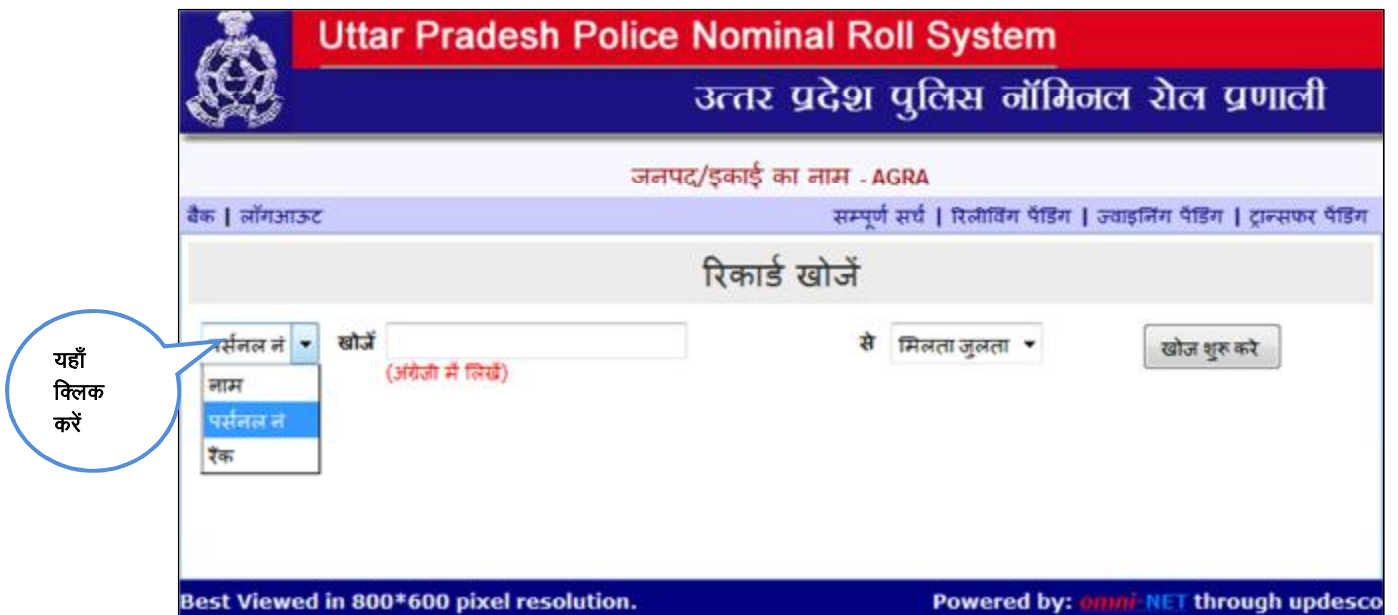 Uttar Pradesh Police Nominal Roll System
उत्तर प्रदेश पुलिस नॉमिनल रोल प्रणाली
जनपद/इकाई का नाम - AGRA
बैक | लॉगआऊट सम्पूर्ण सर्च | रिलीविंग पेंडिंग | ज्वाइनिंग पेंडिंग | ट्रान्सफर पेंडिंग
रिकार्ड खोजें
यहाँ
क्लिक
करें
पर्सनल नं खोजें से मिलता जुलता खोज शुरू करे
(अंग्रेजी में लिखें)
नाम
पर्सनल नं
रैंक
Best Viewed in 800*600 pixel resolution. Powered by: omni-NET through updesco